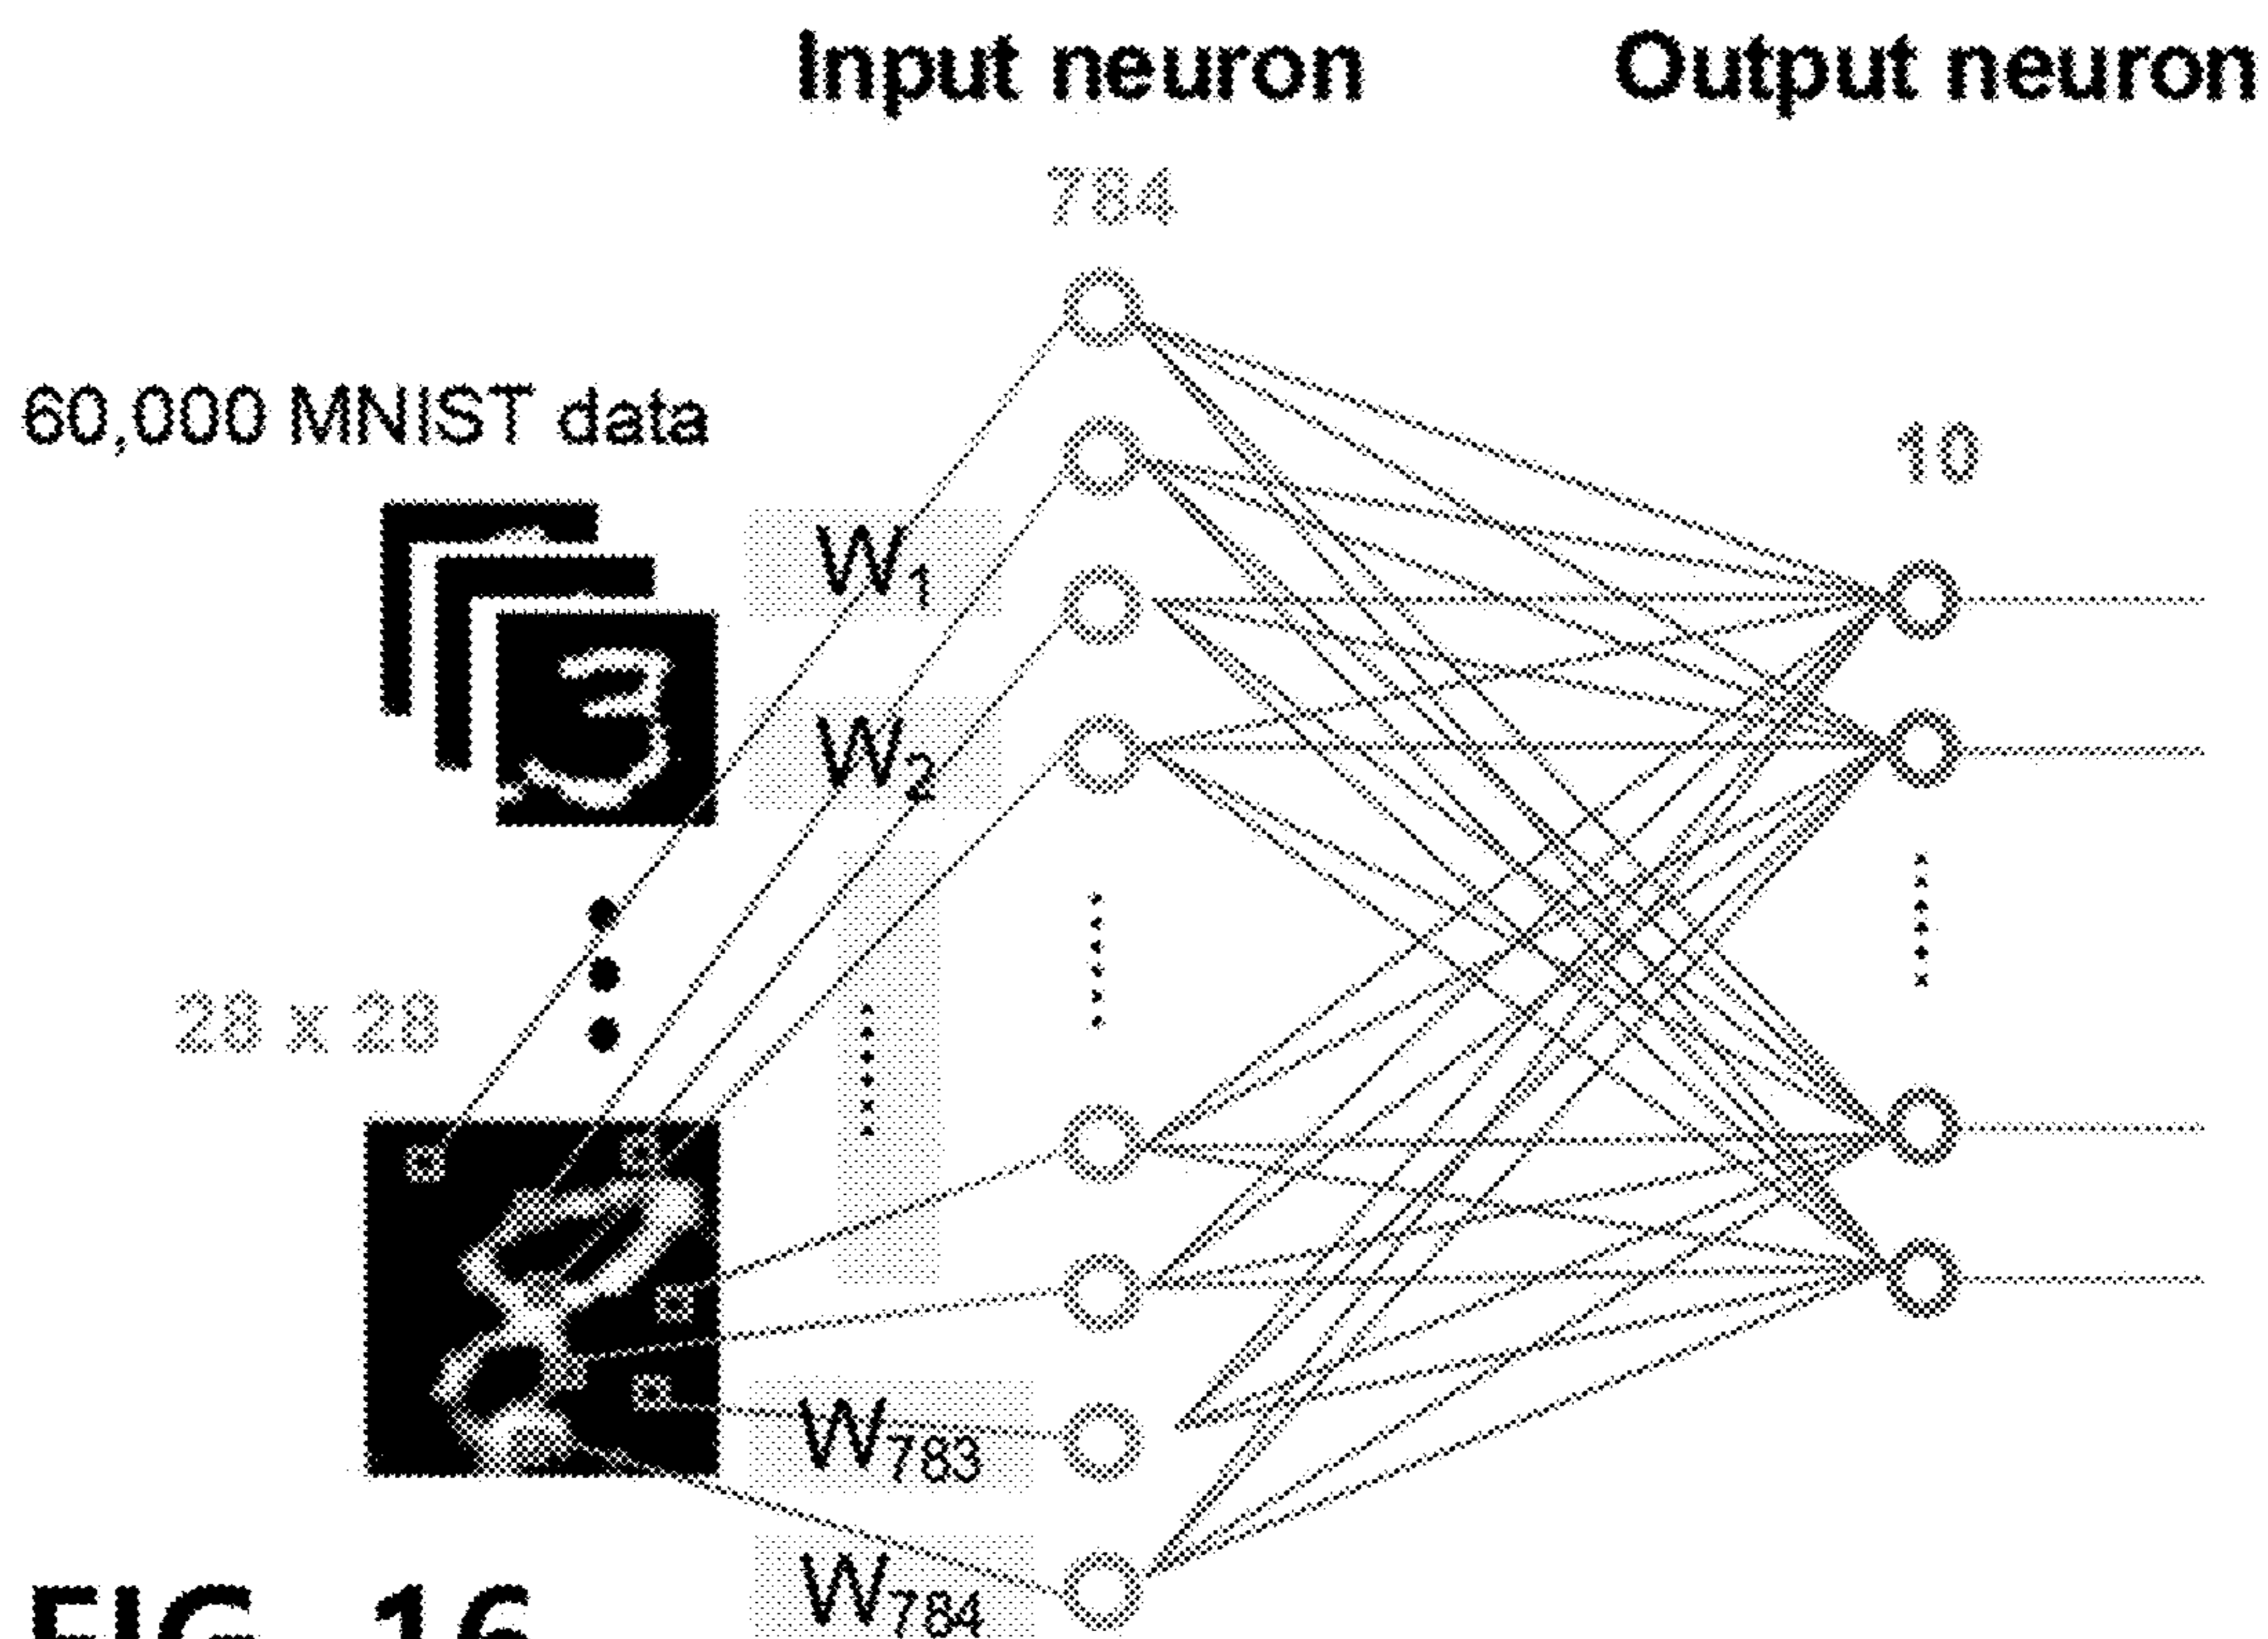 Input neuron
Output neuron
784
60,000 MNIST data
10
W₁
W₂
28 x 28
W₇₈₃
W₇₈₄
FIG. 16